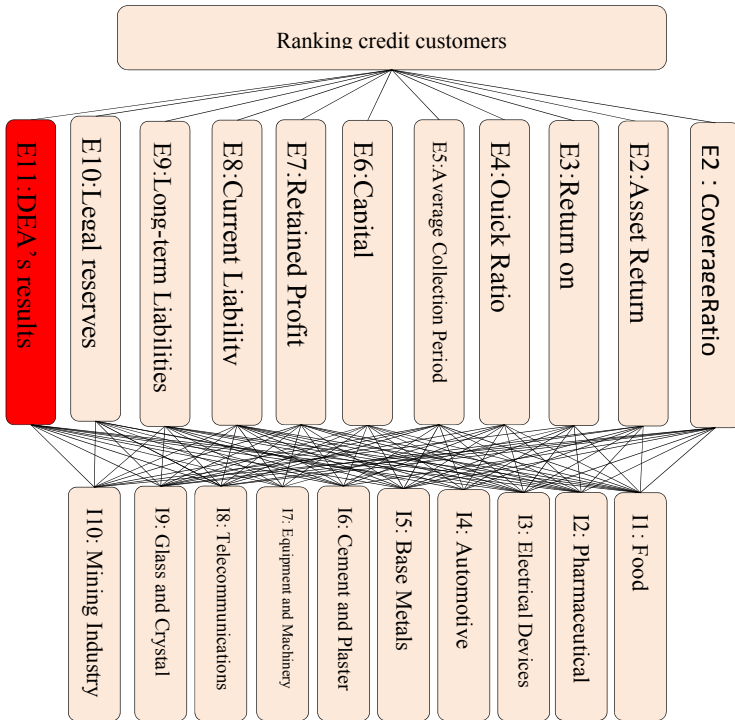 Ranking credit customers
E11:DEA's results
E10:Legal reserves
E9:Long-term Liabilities
E8:Current Liability
E7:Retained Profit
E6:Capital
E5:Average Collection Period
E4:Quick Ratio
E3:Return on
E2:Asset Return
E2 : CoverageRatio
I10: Mining Industry
I9: Glass and Crystal
I8: Telecommunications
I7: Equipment and Machinery
I6: Cement and Plaster
I5: Base Metals
I4: Automotive
I3: Electrical Devices
I2: Pharmaceutical
I1: Food